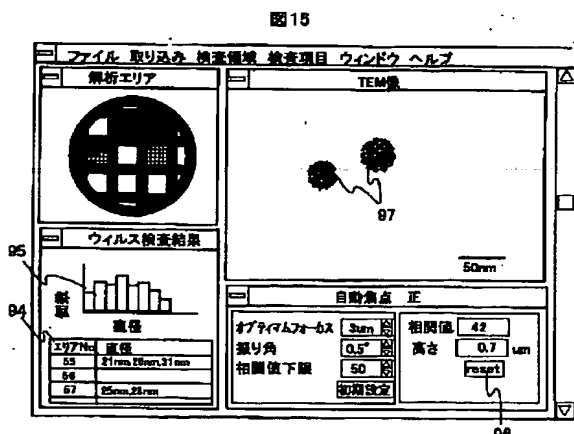 図15
ファイル 取り込み 検査領域 検査項目 ウィンドウ ヘルプ
解析エリア
TEM像
97
50nm
ウィルス検査結果
95
個数
直径
94
エリアNo 直径
55 21nm,26nm,31nm
56
57 25nm,28nm
自動焦点 正
オプティマムフォーカス 3um
振り角 0.5°
相関値下限 50
初期設定
相関値 42
高さ 0.7 um
reset
98